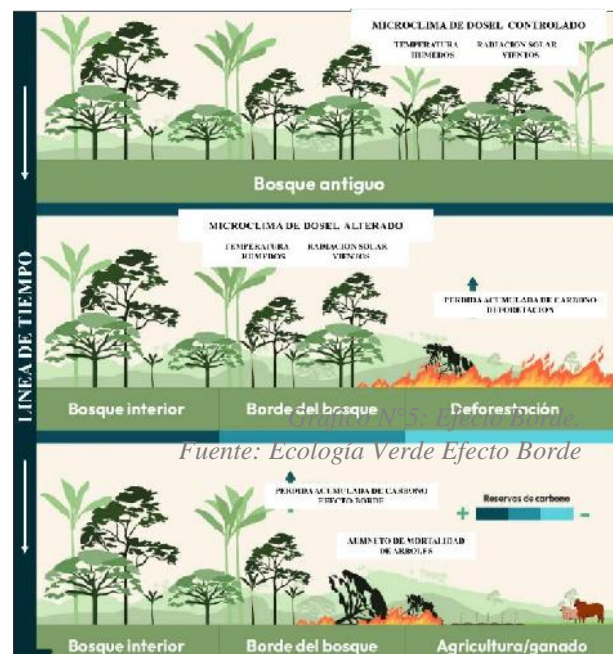 MICROCLIMA DE DOSEL CONTROLADO
TEMPERATURA RADIACION SOLAR
HUMEDOS VIENTOS
Bosque antiguo
LINEA DE TIEMPO
MICROCLIMA DE DOSEL ALTERADO
TEMPERATURA RADIACION SOLAR
HUMEDOS VIENTOS
PERDIDA ACUMULADA DE CARBONO
DEFORETACION
Bosque interior Borde del bosque Deforestación
Gráfico N°5: Efecto Borde.
Fuente: Ecología Verde Efecto Borde
PERDIDA ACUMULADA DE CARBONO
EFECTO BORDE
Reservas de carbono
+ -
AUMNETO DE MORTALIDAD
DE ARBOLES
Bosque interior Borde del bosque Agricultura/ganado